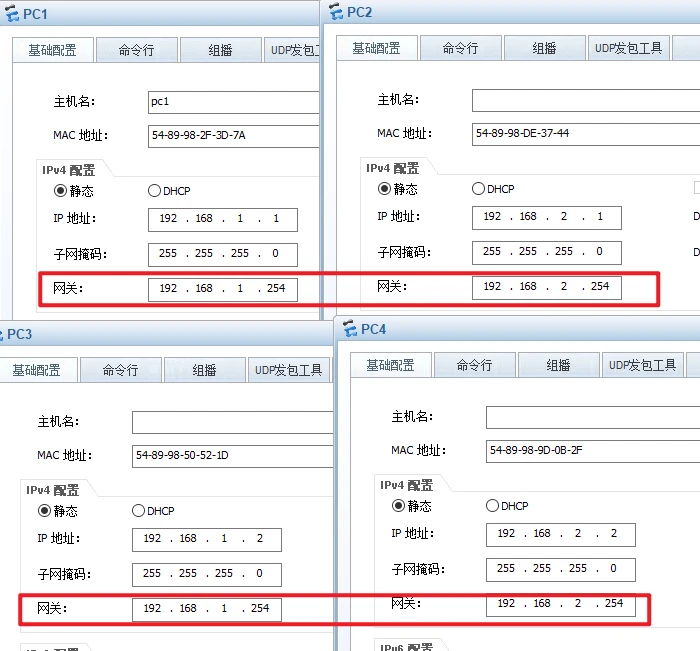 PC1
基础配置 命令行 组播 UDP发包工
主机名: pc1
MAC 地址: 54-89-98-2F-3D-7A
IPv4 配置
静态 DHCP
IP 地址: 192 . 168 . 1 . 1
子网掩码: 255 . 255 . 255 . 0
网关: 192 . 168 . 1 . 254
PC2
基础配置 命令行 组播 UDP发包工具
主机名:
MAC 地址: 54-89-98-DE-37-44
IPv4 配置
静态 DHCP
IP 地址: 192 . 168 . 2 . 1 D
子网掩码: 255 . 255 . 255 . 0 D
网关: 192 . 168 . 2 . 254
PC3
基础配置 命令行 组播 UDP发包工具
主机名:
MAC 地址: 54-89-98-50-52-1D
IPv4 配置
静态 DHCP
IP 地址: 192 . 168 . 1 . 2
子网掩码: 255 . 255 . 255 . 0
网关: 192 . 168 . 1 . 254
PC4
基础配置 命令行 组播 UDP发包工具
主机名:
MAC 地址: 54-89-98-9D-0B-2F
IPv4 配置
静态 DHCP
IP 地址: 192 . 168 . 2 . 2
子网掩码: 255 . 255 . 255 . 0
网关: 192 . 168 . 2 . 254
IPv6 配置